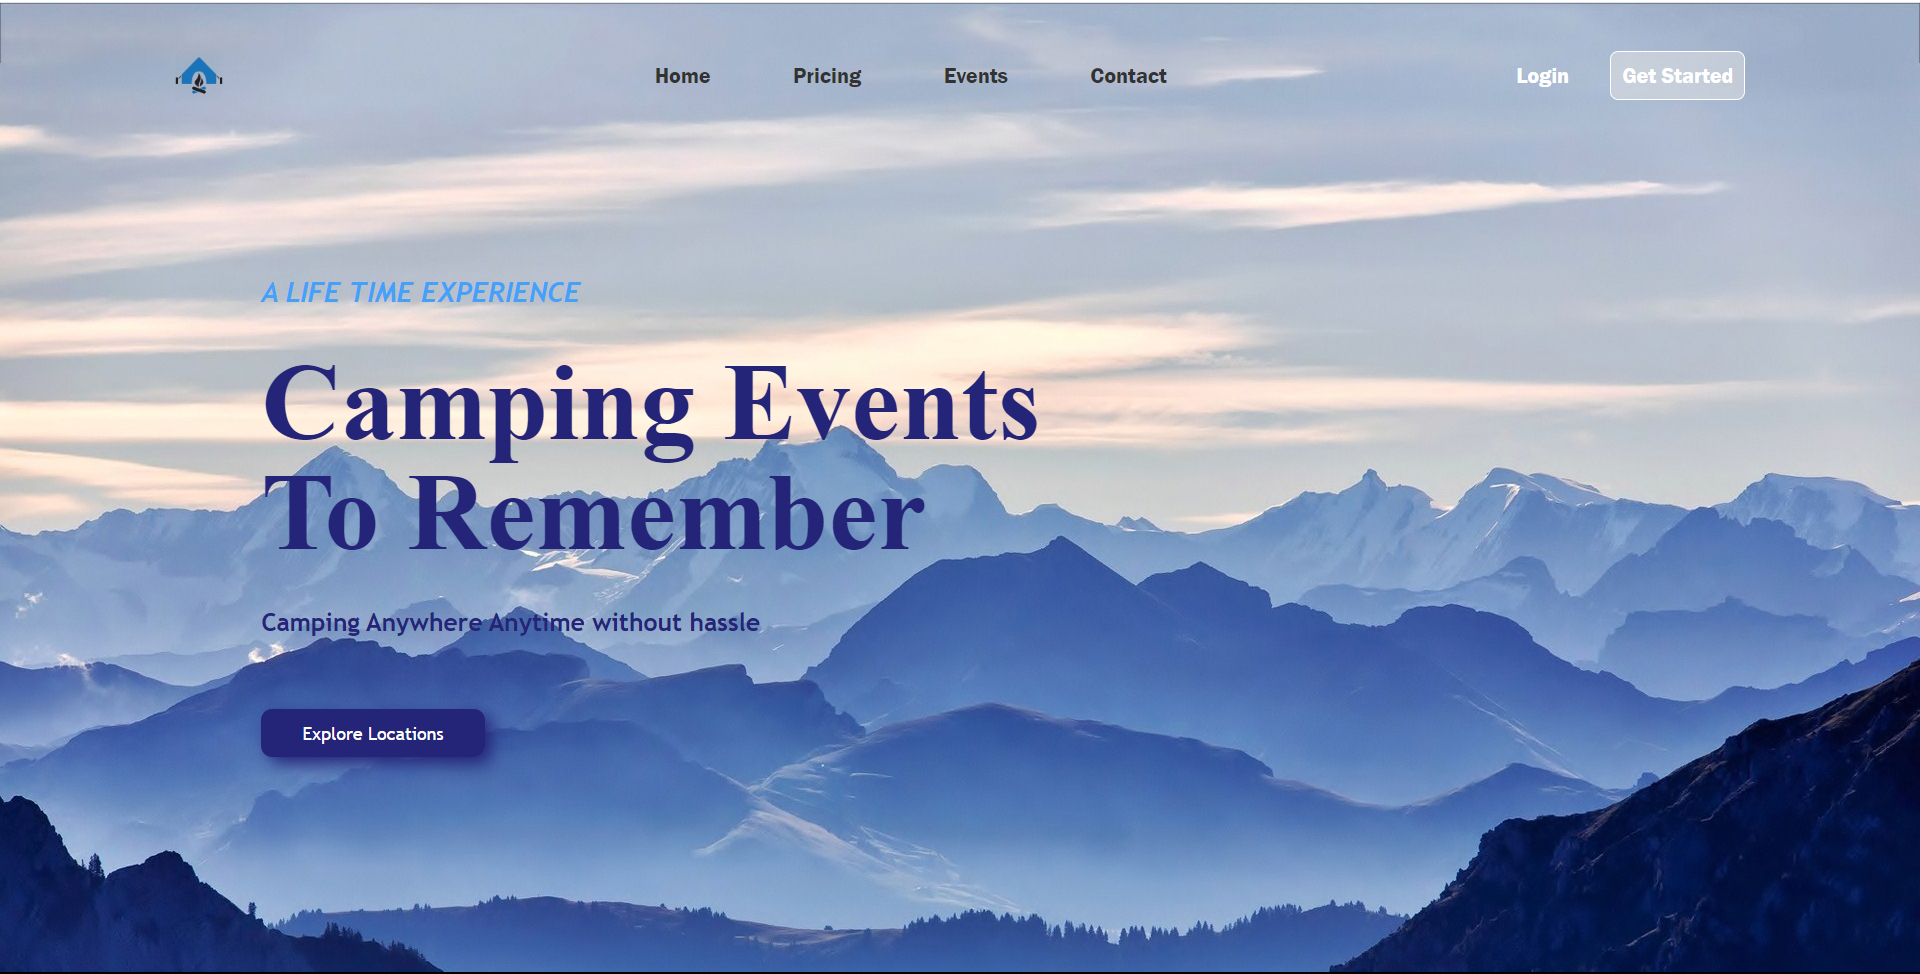 Home Pricing Events Contact Login Get Started
A LIFE TIME EXPERIENCE
Camping Events
To Remember
Camping Anywhere Anytime without hassle
Explore Locations